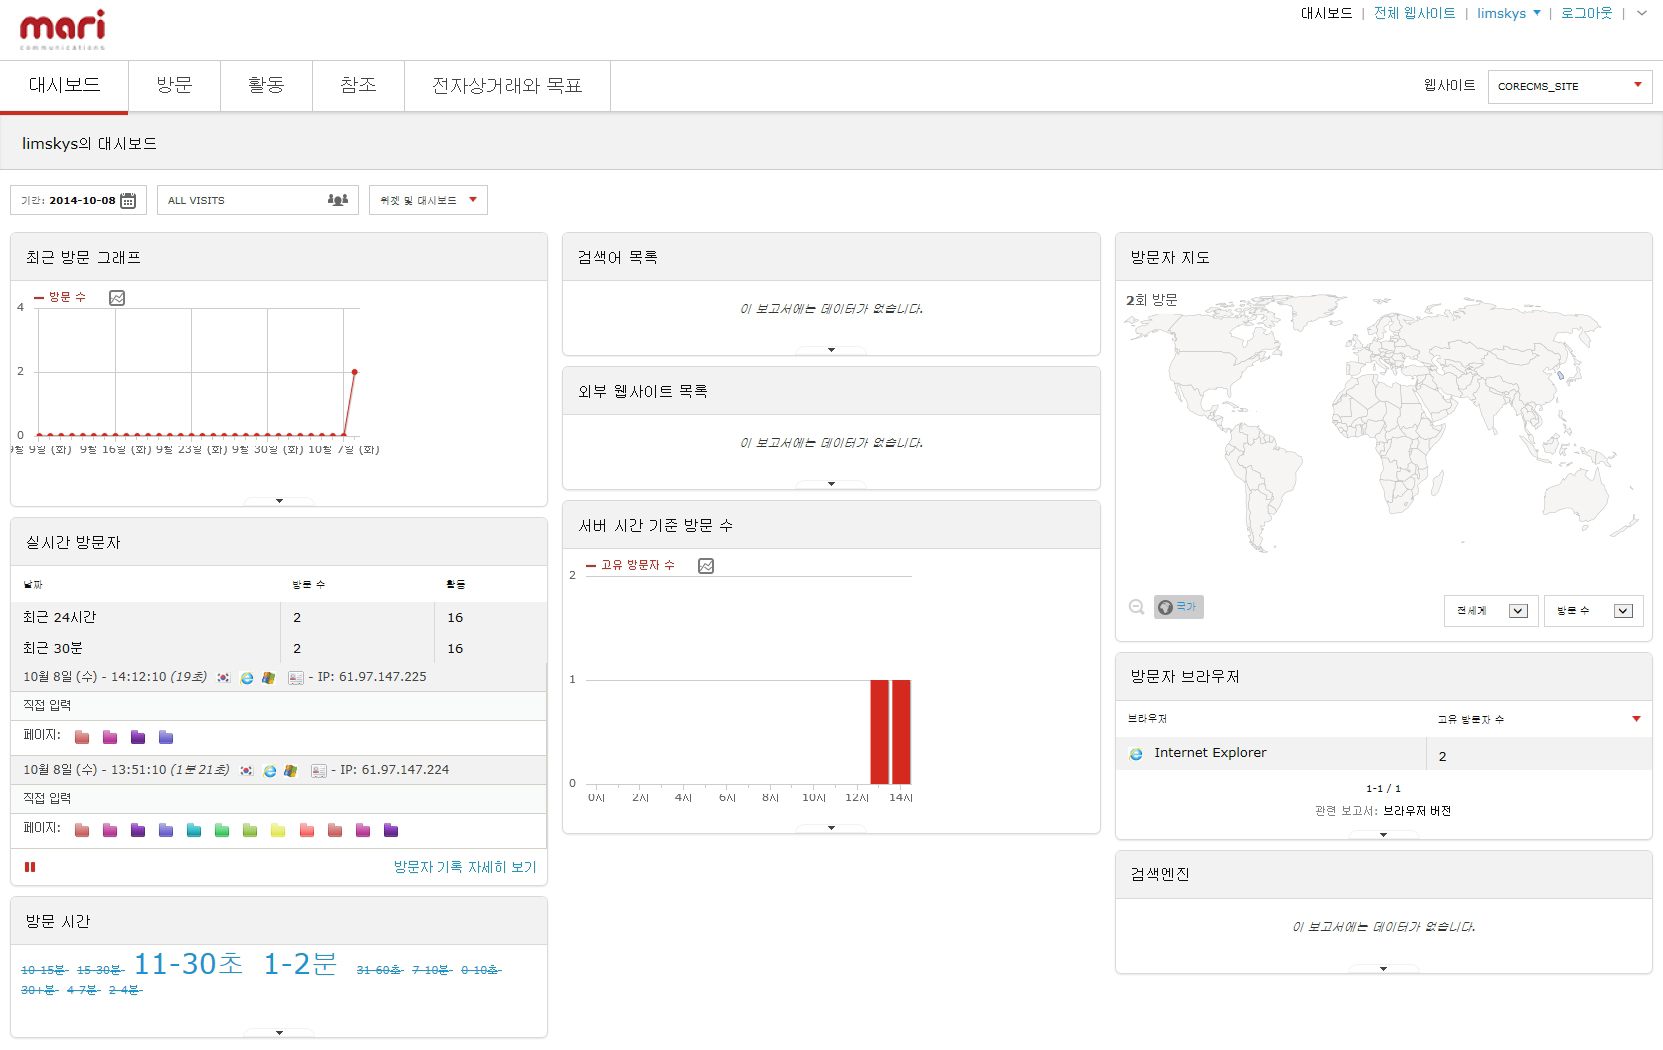 mari
communications
대시보드 | 전체 웹사이트 | limskys | 로그아웃 |
대시보드 방문 활동 참조 전자상거래와 목표
웹사이트 CORECMS_SITE
limskys의 대시보드
기간: 2014-10-08 ALL VISITS 위젯 및 대시보드
최근 방문 그래프
방문 수
4
2
0
9월 9일 (화) 9월 16일 (화) 9월 23일 (화) 9월 30일 (화) 10월 7일 (화)
실시간 방문자
날짜 방문 수 활동
최근 24시간 2 16
최근 30분 2 16
10월 8일 (수) - 14:12:10 (19초) - IP: 61.97.147.225
직접 입력
페이지:
10월 8일 (수) - 13:51:10 (1분 21초) - IP: 61.97.147.224
직접 입력
페이지:
방문자 기록 자세히 보기
방문 시간
10-15분 15-30분 11-30초 1-2분 31-60초 7-10분 0-10초
30+분 4-7분 2-4분
검색어 목록
이 보고서에는 데이터가 없습니다.
외부 웹사이트 목록
이 보고서에는 데이터가 없습니다.
서버 시간 기준 방문 수
고유 방문자 수
2
1
0
0시 2시 4시 6시 8시 10시 12시 14시
방문자 지도
2회 방문
국가 전세계 방문 수
방문자 브라우저
브라우저 고유 방문자 수
Internet Explorer 2
1-1 / 1
관련 보고서: 브라우저 버전
검색엔진
이 보고서에는 데이터가 없습니다.